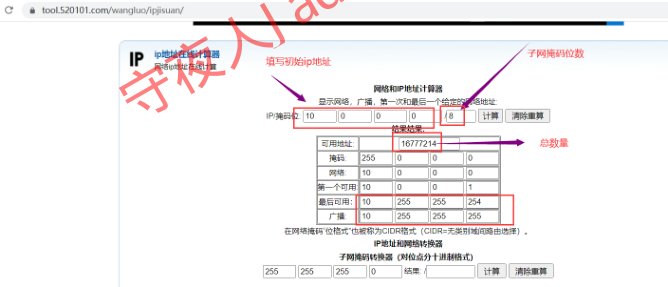 tool.520101.com/wangluo/ipjisuan/
IP
ip地址在线计算器
网络ip地址在线计算
守夜人J
填写初始ip地址
子网掩码位数
网络和IP地址计算器
显示网络，广播，第一次和最后一个给定的网络地址:
IP/掩码位: 10 0 0 0 / 8 计算 清除重算
结果结果:
可用地址: 16777214
总数量
掩码: 255 0 0 0
网络: 10 0 0 0
第一个可用: 10 0 0 1
最后可用: 10 255 255 254
广播: 10 255 255 255
在网络掩码“位格式”也被称为CIDR格式（CIDR=无类别域间路由选择）。
IP地址和网络转换器
子网掩码转换器（对位点分十进制格式）
255 255 255 0 结果: / 计算 清除重算